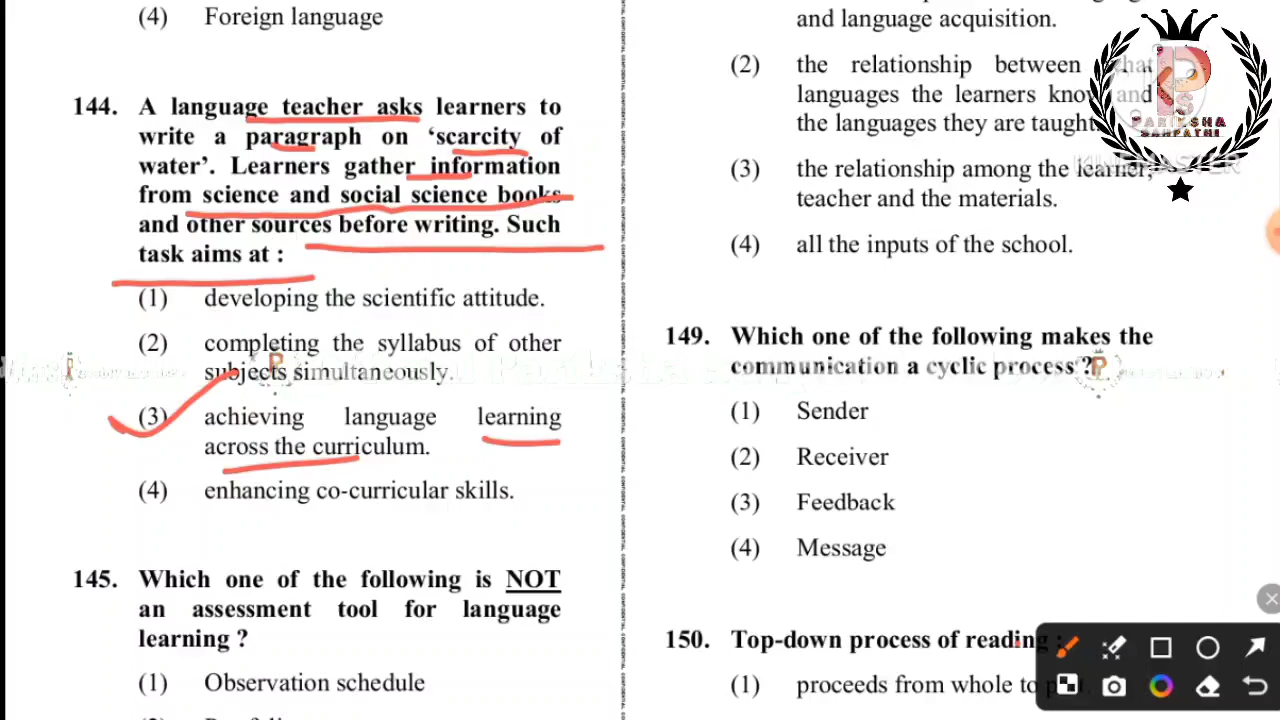 (4) Foreign language
144. A language teacher asks learners to
write a paragraph on ‘scarcity of
water’. Learners gather information
from science and social science books
and other sources before writing. Such
task aims at :
(1) developing the scientific attitude.
(2) completing the syllabus of other
subjects simultaneously.
(3) achieving language learning
across the curriculum.
(4) enhancing co-curricular skills.
145. Which one of the following is NOT
an assessment tool for language
learning ?
(1) Observation schedule
and language acquisition.
(2) the relationship between
languages the learners know and
the languages they are taught.
(3) the relationship among the learner,
teacher and the materials.
(4) all the inputs of the school.
149. Which one of the following makes the
communication a cyclic process ?
(1) Sender
(2) Receiver
(3) Feedback
(4) Message
150. Top-down process of reading :
(1) proceeds from whole to
PARIKSHA
SARPATHI
KINEMASTER